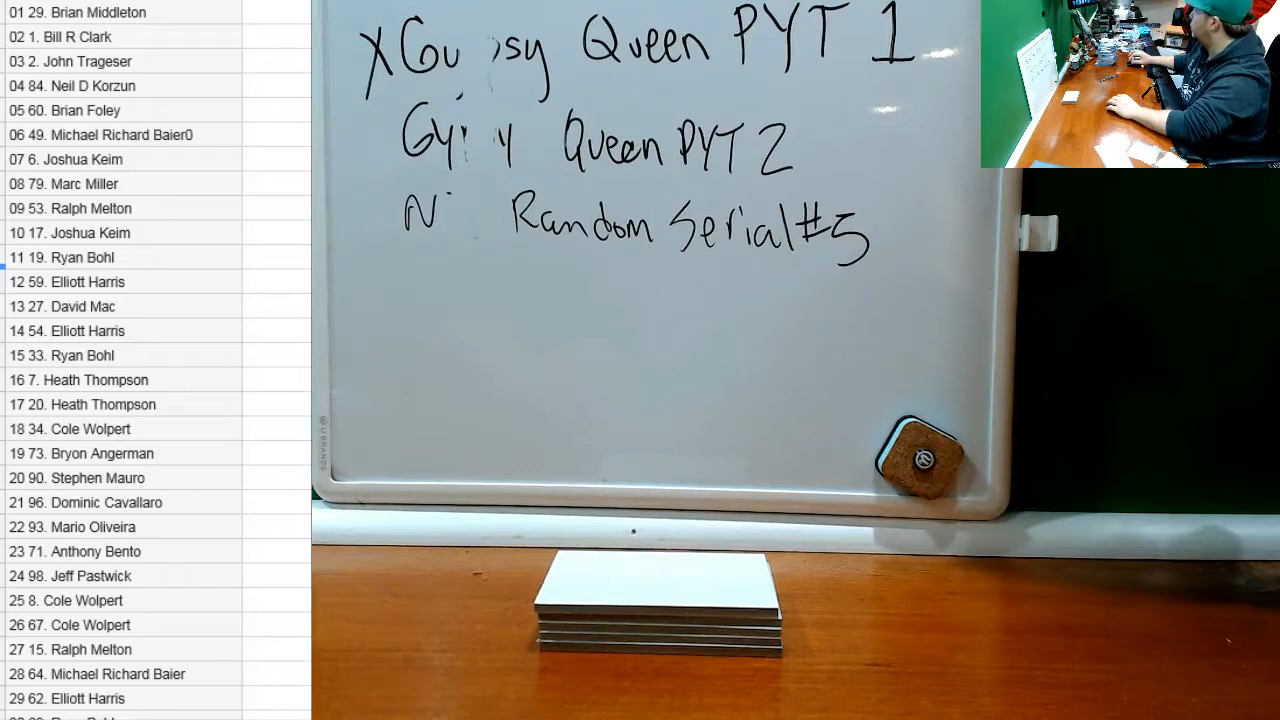 01 29. Brian Middleton
02 1. Bill R Clark
03 2. John Trageser
04 84. Neil D Korzun
05 60. Brian Foley
06 49. Michael Richard Baier0
07 6. Joshua Keim
08 79. Marc Miller
09 53. Ralph Melton
10 17. Joshua Keim
11 19. Ryan Bohl
12 59. Elliott Harris
13 27. David Mac
14 54. Elliott Harris
15 33. Ryan Bohl
16 7. Heath Thompson
17 20. Heath Thompson
18 34. Cole Wolpert
19 73. Bryon Angerman
20 90. Stephen Mauro
21 96. Dominic Cavallaro
22 93. Mario Oliveira
23 71. Anthony Bento
24 98. Jeff Pastwick
25 8. Cole Wolpert
26 67. Cole Wolpert
27 15. Ralph Melton
28 64. Michael Richard Baier
29 62. Elliott Harris
X Queen PYT 1
Queen PYT 2
Random Serial #5
U BRANDS